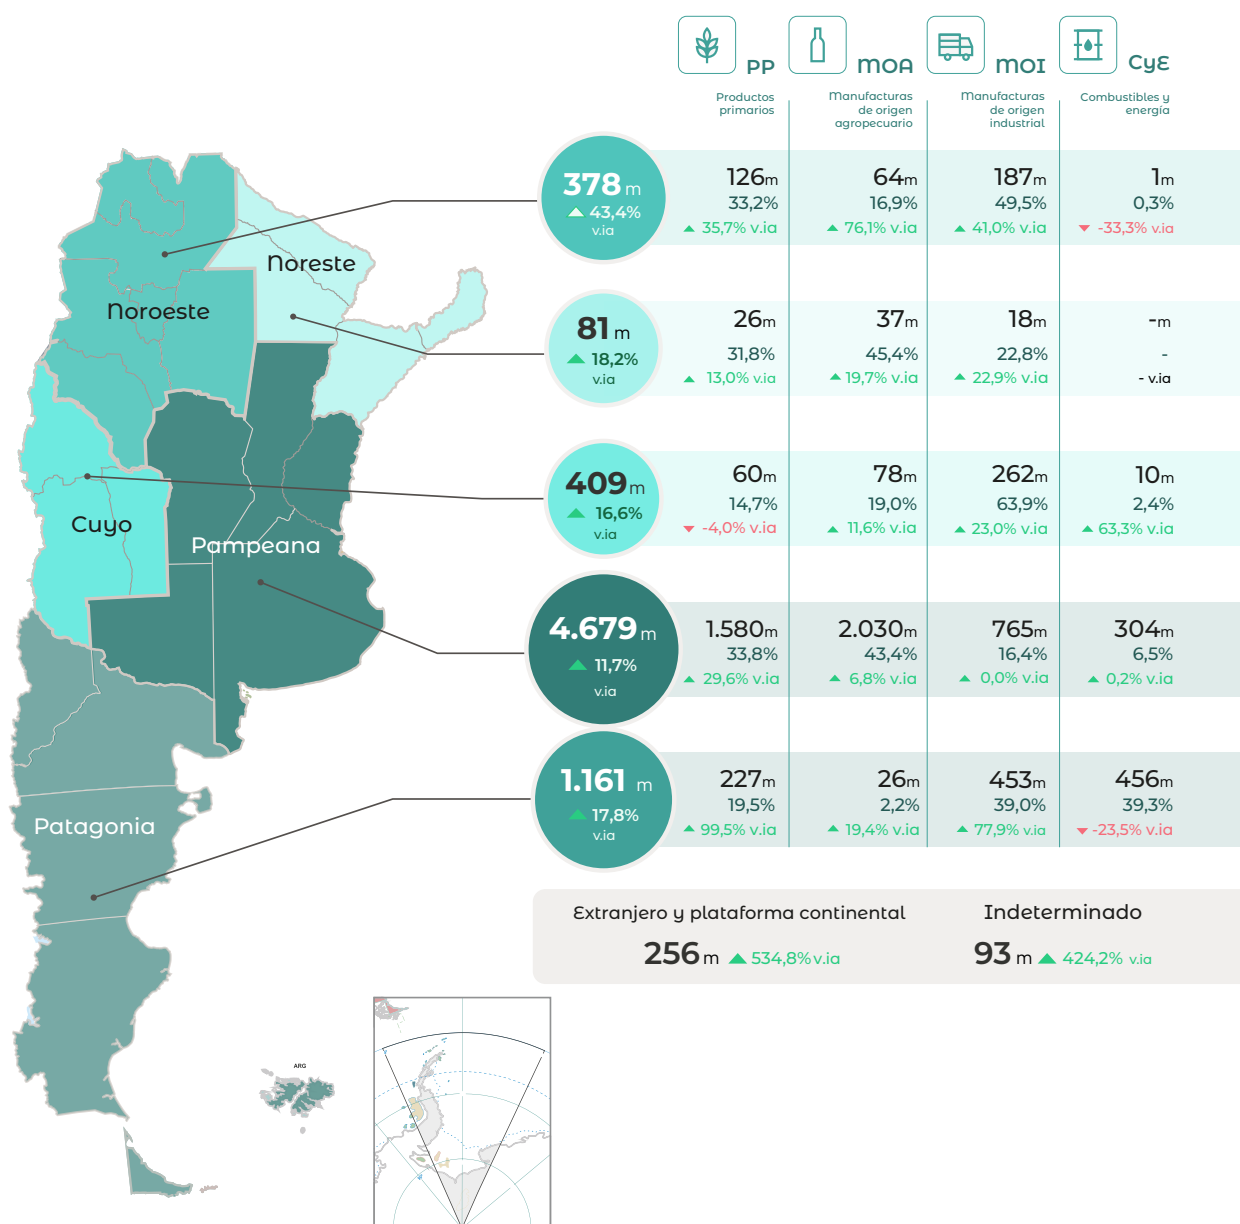 PP
MOA
MOI
CyE
Productos
primarios
Manufacturas
de origen
agropecuario
Manufacturas
de origen
industrial
Combustibles y
energía
378 m
43,4%
v.ia
126m
33,2%
35,7% v.ia
64m
16,9%
76,1% v.ia
187m
49,5%
41,0% v.ia
1m
0,3%
-33,3% v.ia
Noreste
Noroeste
81 m
18,2%
v.ia
26m
31,8%
13,0% v.ia
37m
45,4%
19,7% v.ia
18m
22,8%
22,9% v.ia
-m
-
- v.ia
409m
16,6%
v.ia
60m
14,7%
-4,0% v.ia
78m
19,0%
11,6% v.ia
262m
63,9%
23,0% v.ia
10m
2,4%
63,3% v.ia
Cuyo
Pampeana
4.679 m
11,7%
v.ia
1.580m
33,8%
29,6% v.ia
2.030m
43,4%
6,8% v.ia
765m
16,4%
0,0% v.ia
304m
6,5%
0,2% v.ia
1.161 m
17,8%
v.ia
227m
19,5%
99,5% v.ia
26m
2,2%
19,4% v.ia
453m
39,0%
77,9% v.ia
456m
39,3%
-23,5% v.ia
Patagonia
Extranjero y plataforma continental
256 m 534,8% v.ia
Indeterminado
93 m 424,2% v.ia
ARG